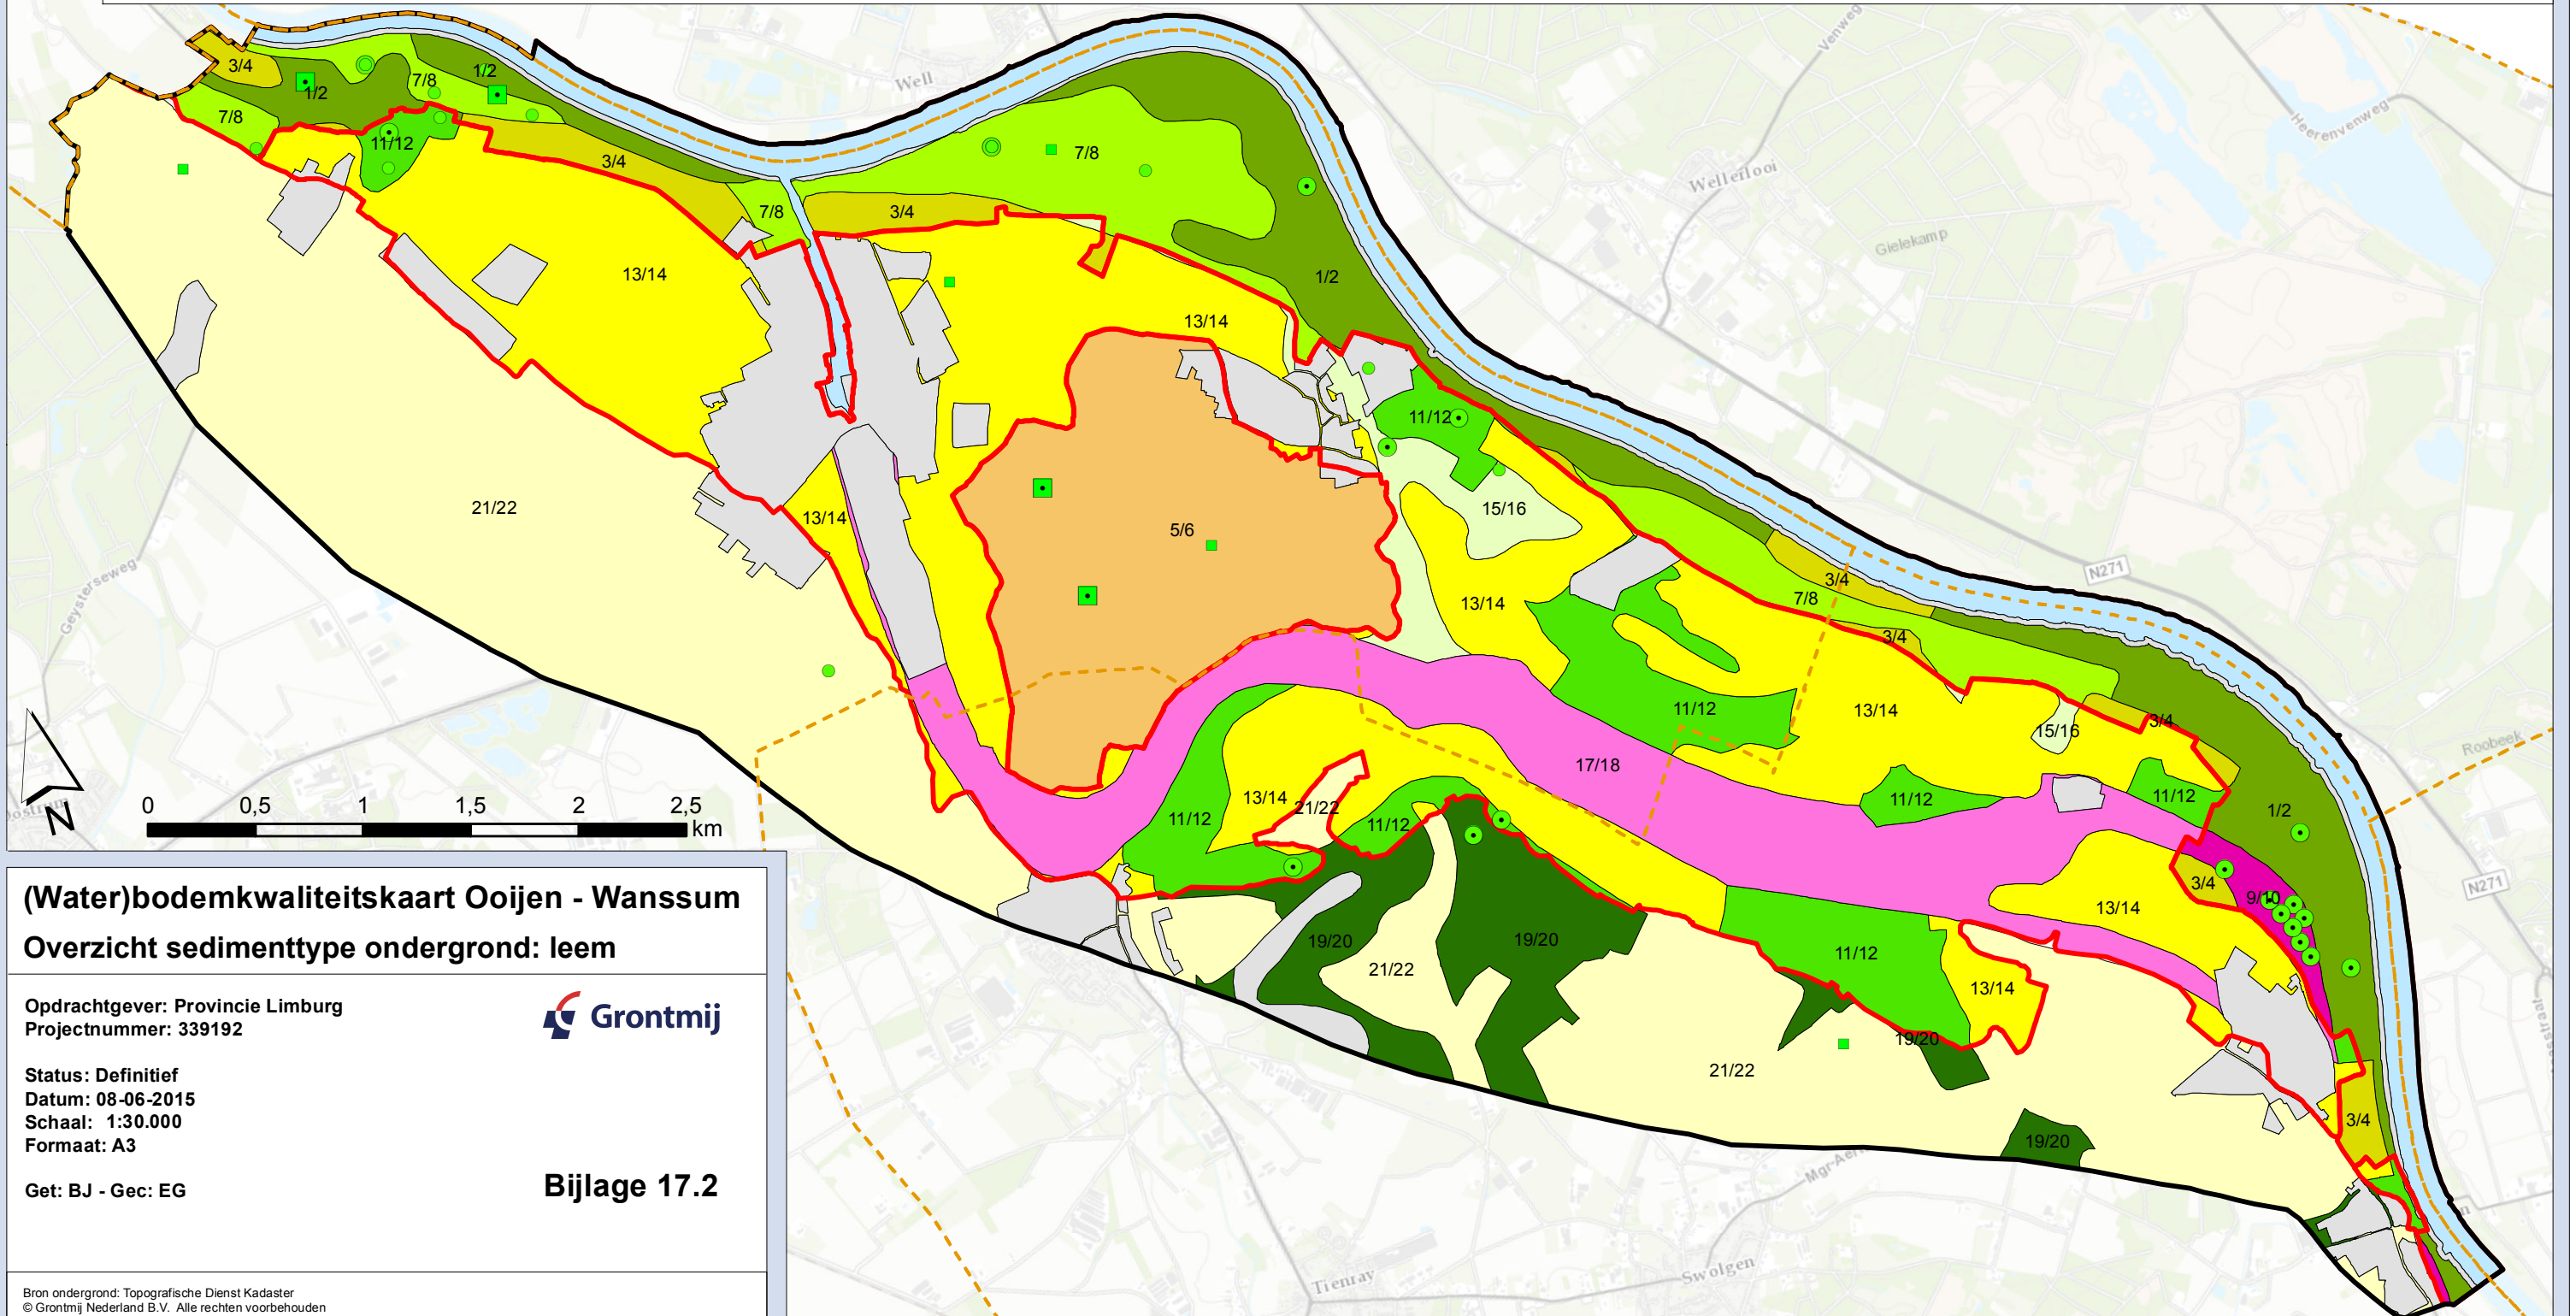 Well
Wellerlooi
Venweg
Heerenvenweg
Gielekamp
3/4
1/2
7/8
1/2
7/8
11/12
3/4
7/8
3/4
7/8
1/2
13/14
13/14
11/12
15/16
5/6
21/22
13/14
13/14
3/4
7/8
3/4
N271
Geysterseweg
11/12
13/14
15/16
3/4
Roobeek
17/18
11/12
11/12
1/2
13/14
21/22
11/12
11/12
N271
3/4
9/10
13/14
19/20
19/20
21/22
11/12
13/14
19/20
21/22
3/4
19/20
Tienray
Swolgen
N
0 0,5 1 1,5 2 2,5
km
(Water)bodemkwaliteitskaart Ooijen - Wanssum
Overzicht sedimenttype ondergrond: leem
Opdrachtgever: Provincie Limburg
Projectnummer: 339192
Grontmij
Status: Definitief
Datum: 08-06-2015
Schaal: 1:30.000
Formaat: A3
Get: BJ - Gec: EG
Bijlage 17.2
Bron ondergrond: Topografische Dienst Kadaster
© Grontmij Nederland B.V. Alle rechten voorbehouden